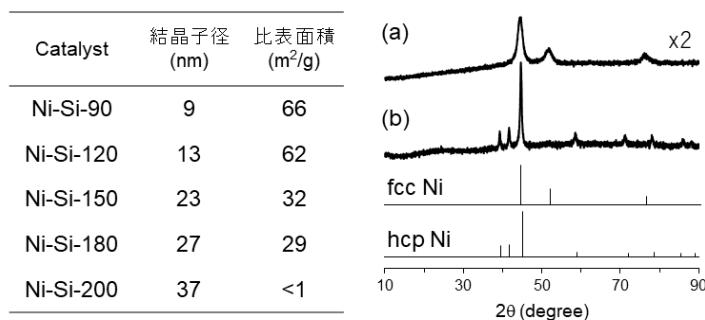 Catalyst 結晶子径 (nm) 比表面積 (m²/g)
Ni-Si-90 9 66
Ni-Si-120 13 62
Ni-Si-150 23 32
Ni-Si-180 27 29
Ni-Si-200 37 <1
(a) x2
(b)
fcc Ni
hcp Ni
10 30 50 70 90
2θ (degree)